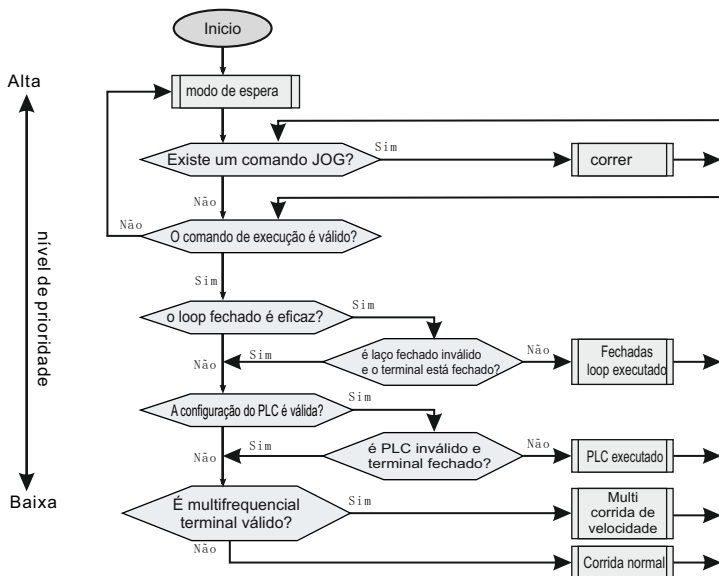 Inicio
Alta
modo de espera
Existe um comando JOG?
Sim
correr
Não
Não
O comando de execução é válido?
Sim
nível de prioridade
o loop fechado é eficaz?
Sim
Não
Sim
é laço fechado inválido
e o terminal está fechado?
Não
Fechadas
loop executado
A configuração do PLC é válida?
Sim
Não
Sim
é PLC inválido e
terminal fechado?
Não
PLC executado
Baixa
É multifrequencial
terminal válido?
Sim
Multi
corrida de
velocidade
Não
Corrida normal